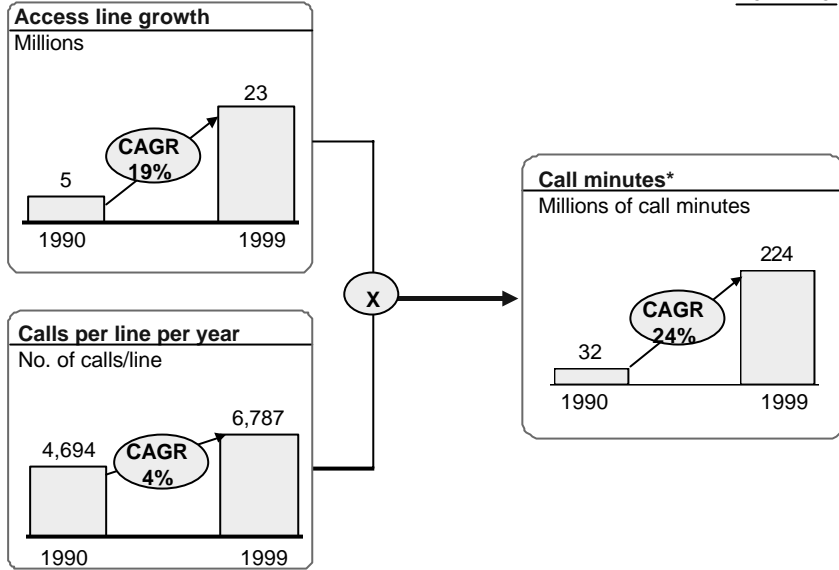 Access line growth
Millions
23
CAGR
19%
5
1990 1999
Calls per line per year
No. of calls/line
6,787
4,694
CAGR
4%
1990 1999
X
Call minutes*
Millions of call minutes
224
CAGR
24%
32
1990 1999